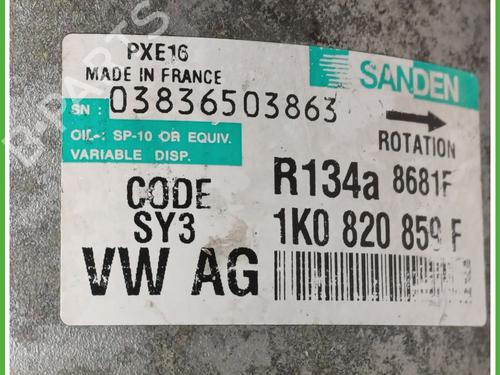 PXE16
MADE IN FRANCE
SANDEN
SN : 03836503863
ROTATION
OIL : SP-10 OR EQUIV.
VARIABLE DISP.
R134a 8681F
CODE
SY3
1K0 820 859 F
VW AG
B-PARTS